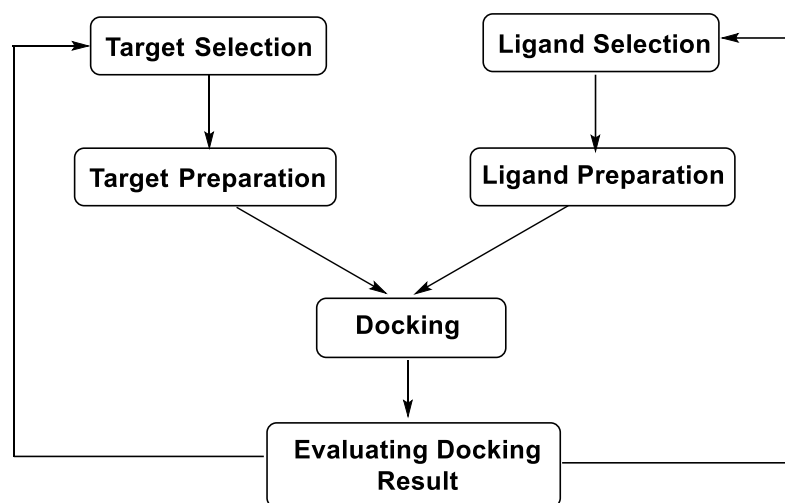 Target Selection
Ligand Selection
Target Preparation
Ligand Preparation
Docking
Evaluating Docking
Result